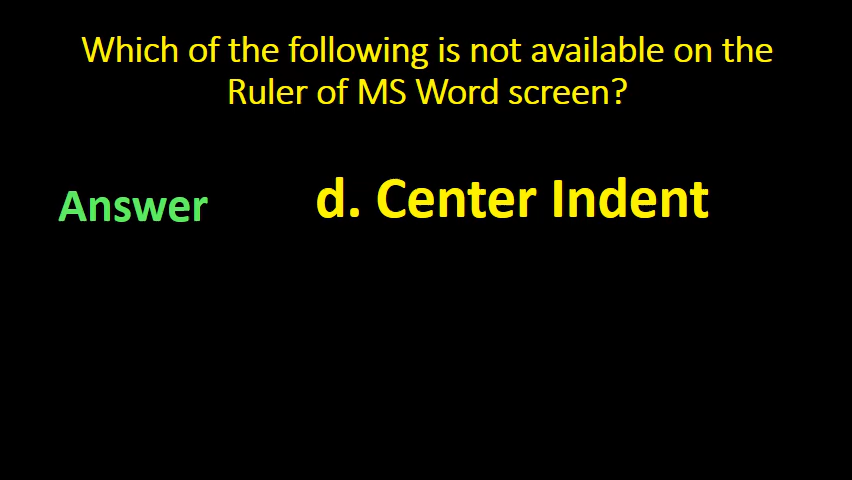 Which of the following is not available on the
Ruler of MS Word screen?
Answer
d. Center Indent